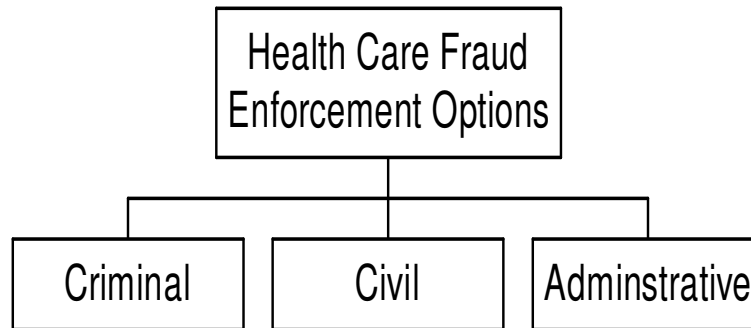 Health Care Fraud
Enforcement Options
Criminal
Civil
Adminstrative